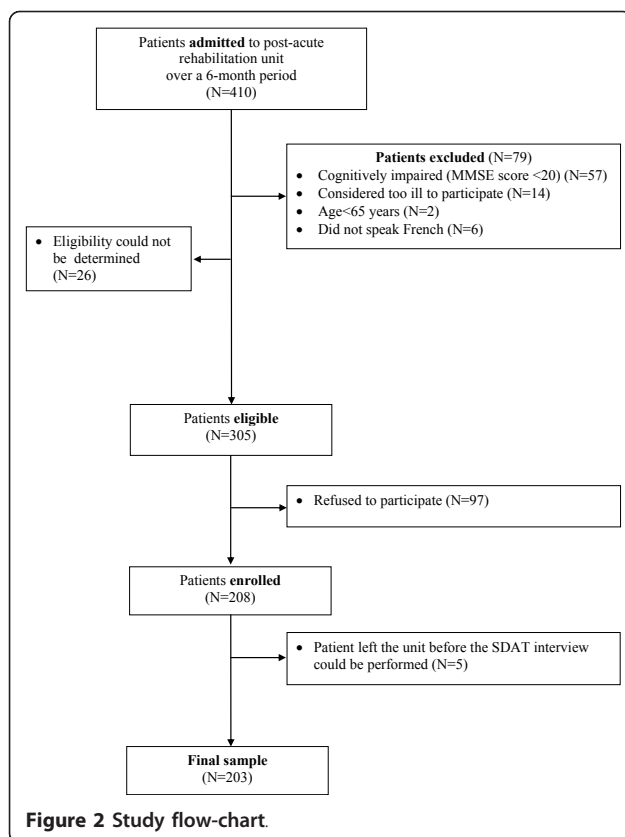 Patients admitted to post-acute
rehabilitation unit
over a 6-month period
(N=410)
Patients excluded (N=79)
• Cognitively impaired (MMSE score <20) (N=57)
• Considered too ill to participate (N=14)
• Age<65 years (N=2)
• Did not speak French (N=6)
• Eligibility could not
be determined
(N=26)
Patients eligible
(N=305)
• Refused to participate (N=97)
Patients enrolled
(N=208)
• Patient left the unit before the SDAT interview
could be performed (N=5)
Final sample
(N=203)
Figure 2 Study flow-chart.